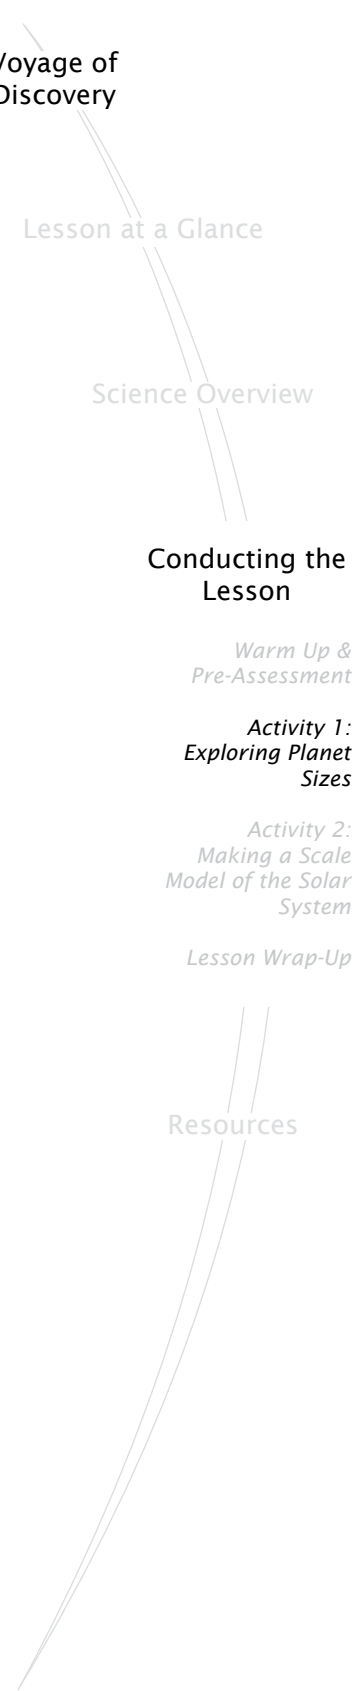 Voyage of
Discovery
Lesson at a Glance
Science Overview
Conducting the
Lesson
Warm Up &
Pre-Assessment
Activity 1:
Exploring Planet
Sizes
Activity 2:
Making a Scale
Model of the Solar
System
Lesson Wrap-Up
Resources